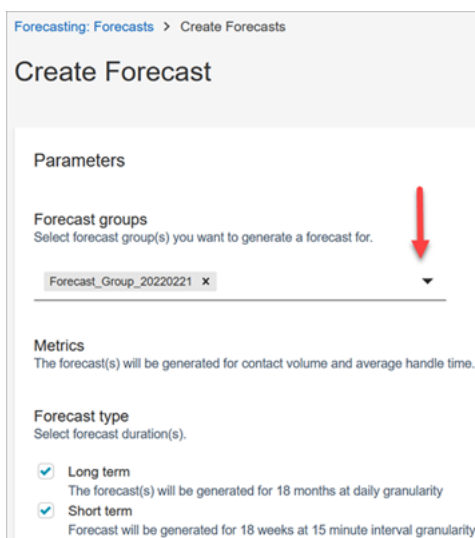 Forecasting: Forecasts > Create Forecasts
Create Forecast
Parameters
Forecast groups
Select forecast group(s) you want to generate a forecast for.
Forecast_Group_20220221 x
Metrics
The forecast(s) will be generated for contact volume and average handle time.
Forecast type
Select forecast duration(s).
Long term
The forecast(s) will be generated for 18 months at daily granularity
Short term
Forecast will be generated for 18 weeks at 15 minute interval granularity